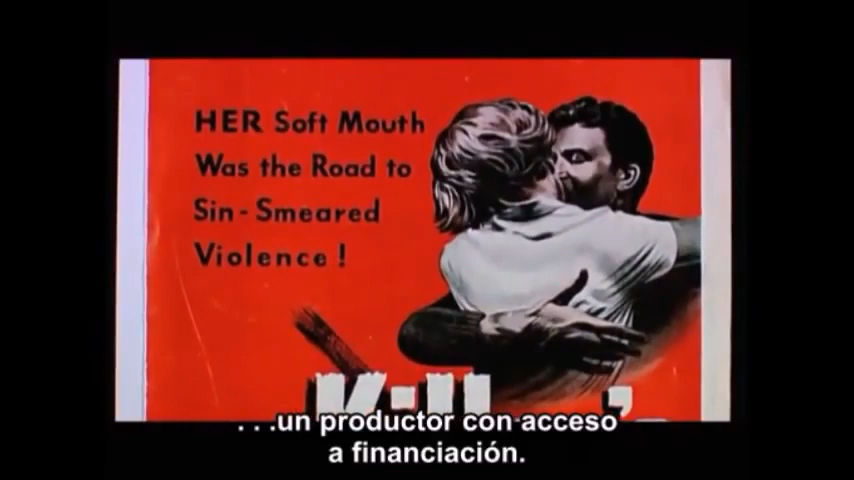 HER Soft Mouth
Was the Road to
Sin-Smeared
Violence!
...un productor con acceso
a financiación.